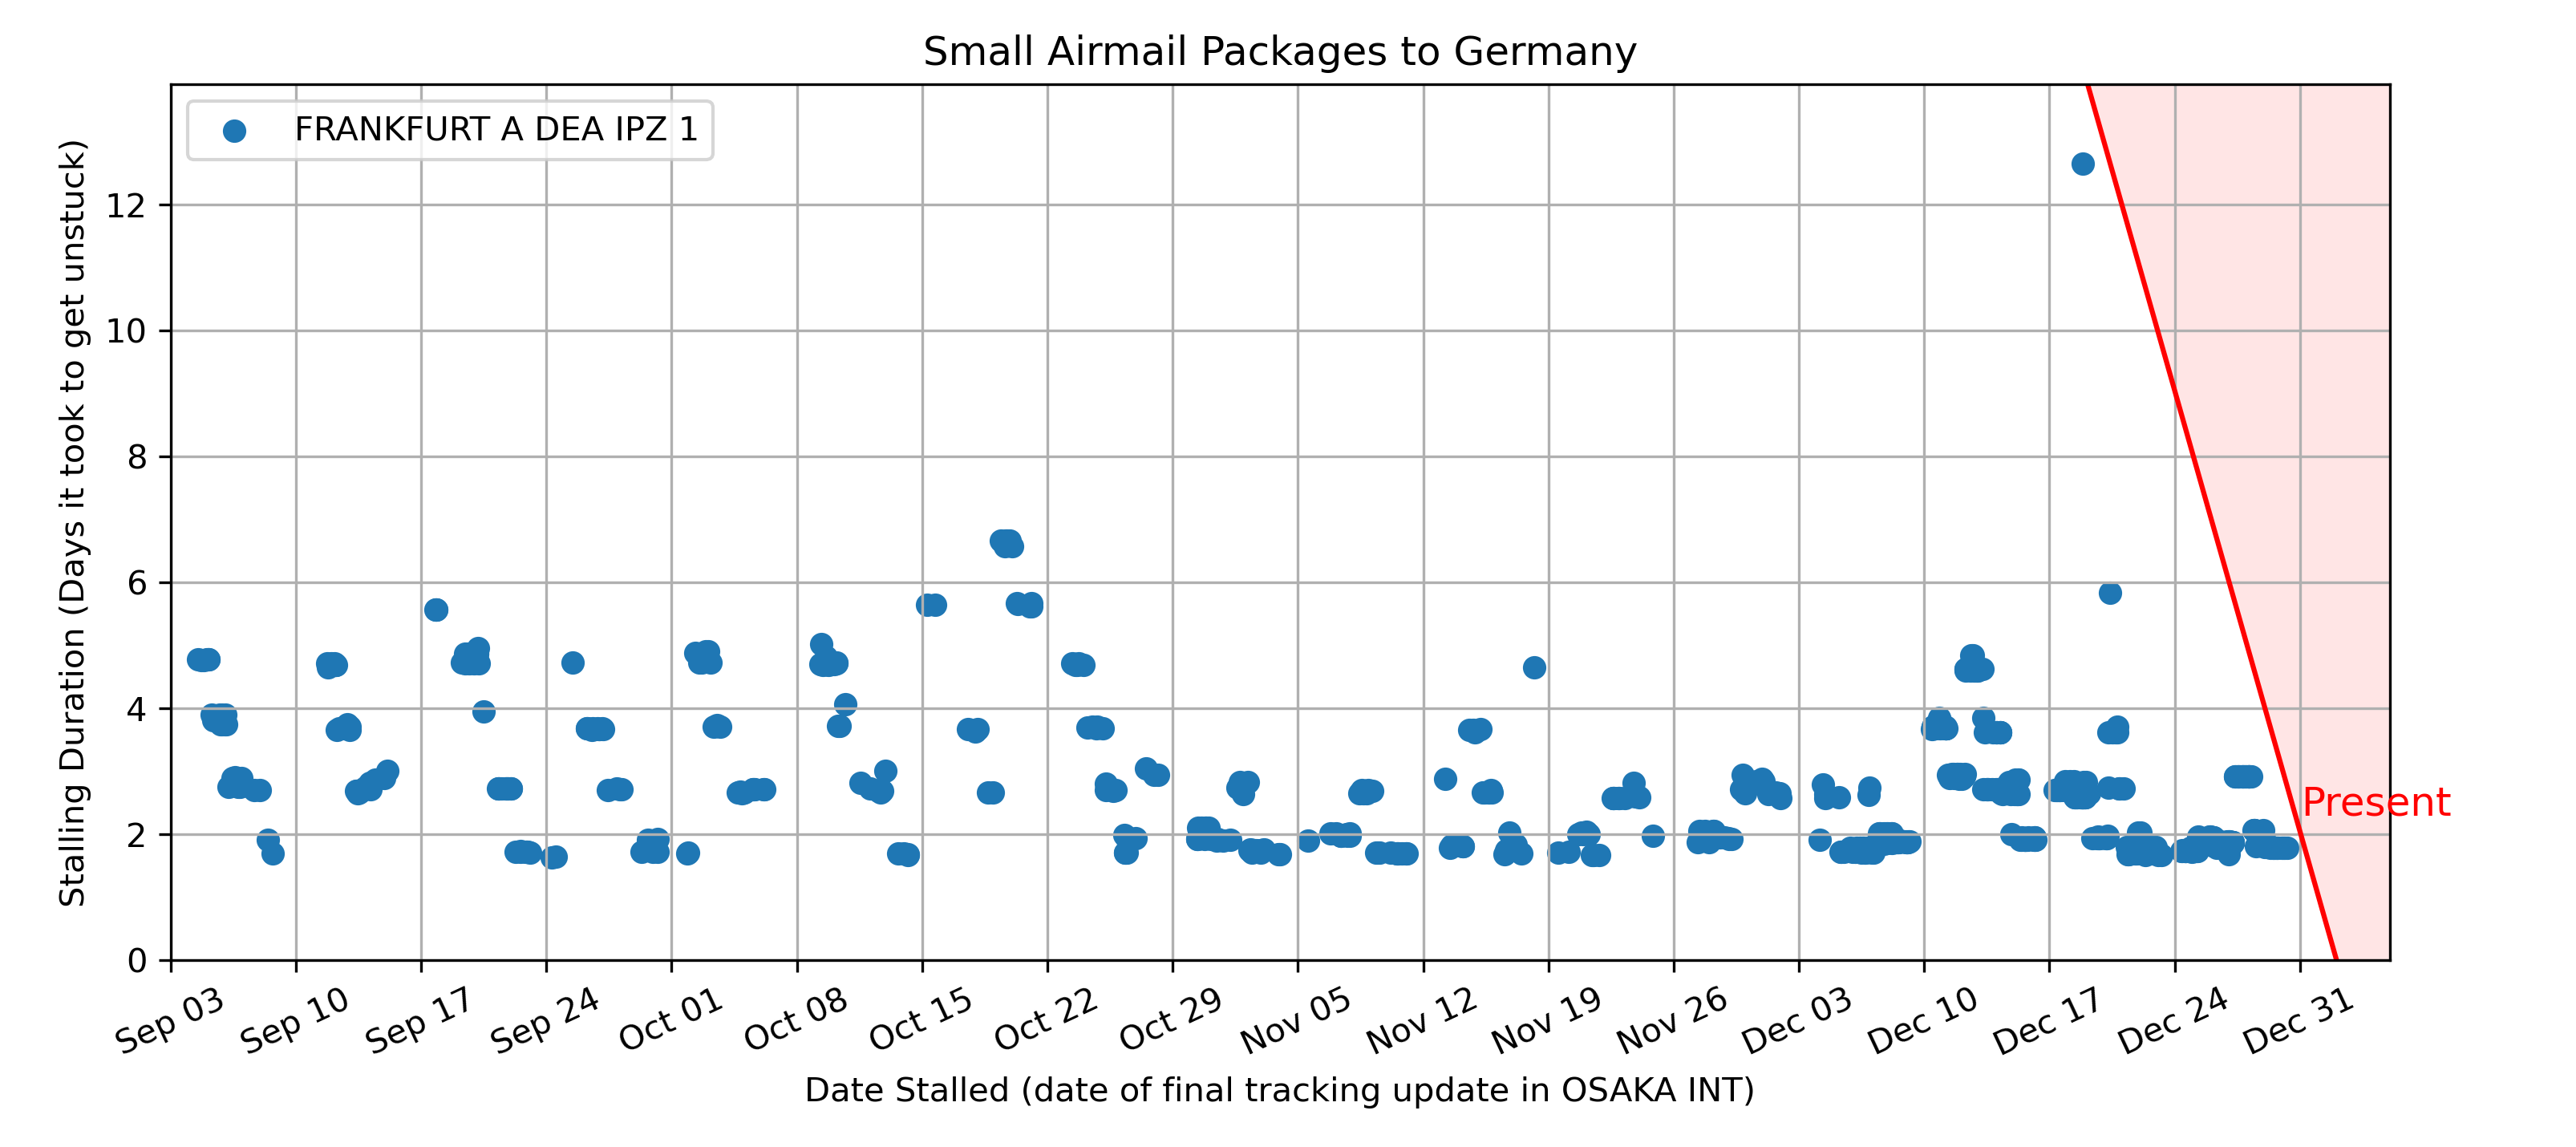 Small Airmail Packages to Germany
FRANKFURT A DEA IPZ 1
Stalling Duration (Days it took to get unstuck)
12
10
8
6
4
2
0
Present
Sep 03 Sep 10 Sep 17 Sep 24 Oct 01 Oct 08 Oct 15 Oct 22 Oct 29 Nov 05 Nov 12 Nov 19 Nov 26 Dec 03 Dec 10 Dec 17 Dec 24 Dec 31
Date Stalled (date of final tracking update in OSAKA INT)